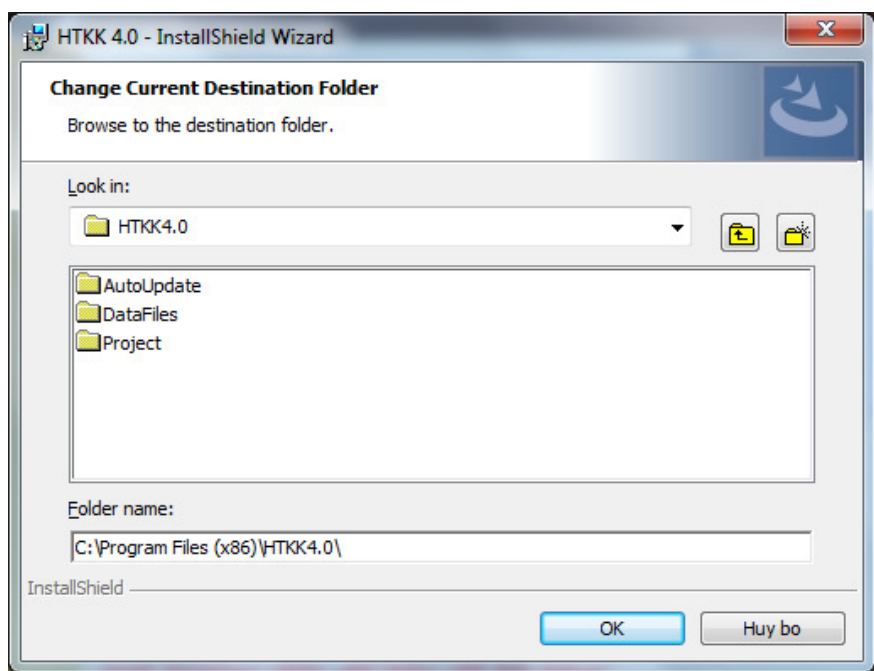 HTKK 4.0 - InstallShield Wizard
Change Current Destination Folder
Browse to the destination folder.
Look in:
HTKK4.0
AutoUpdate
DataFiles
Project
Folder name:
C:\Program Files (x86)\HTKK4.0\
InstallShield
OK
Huy bo